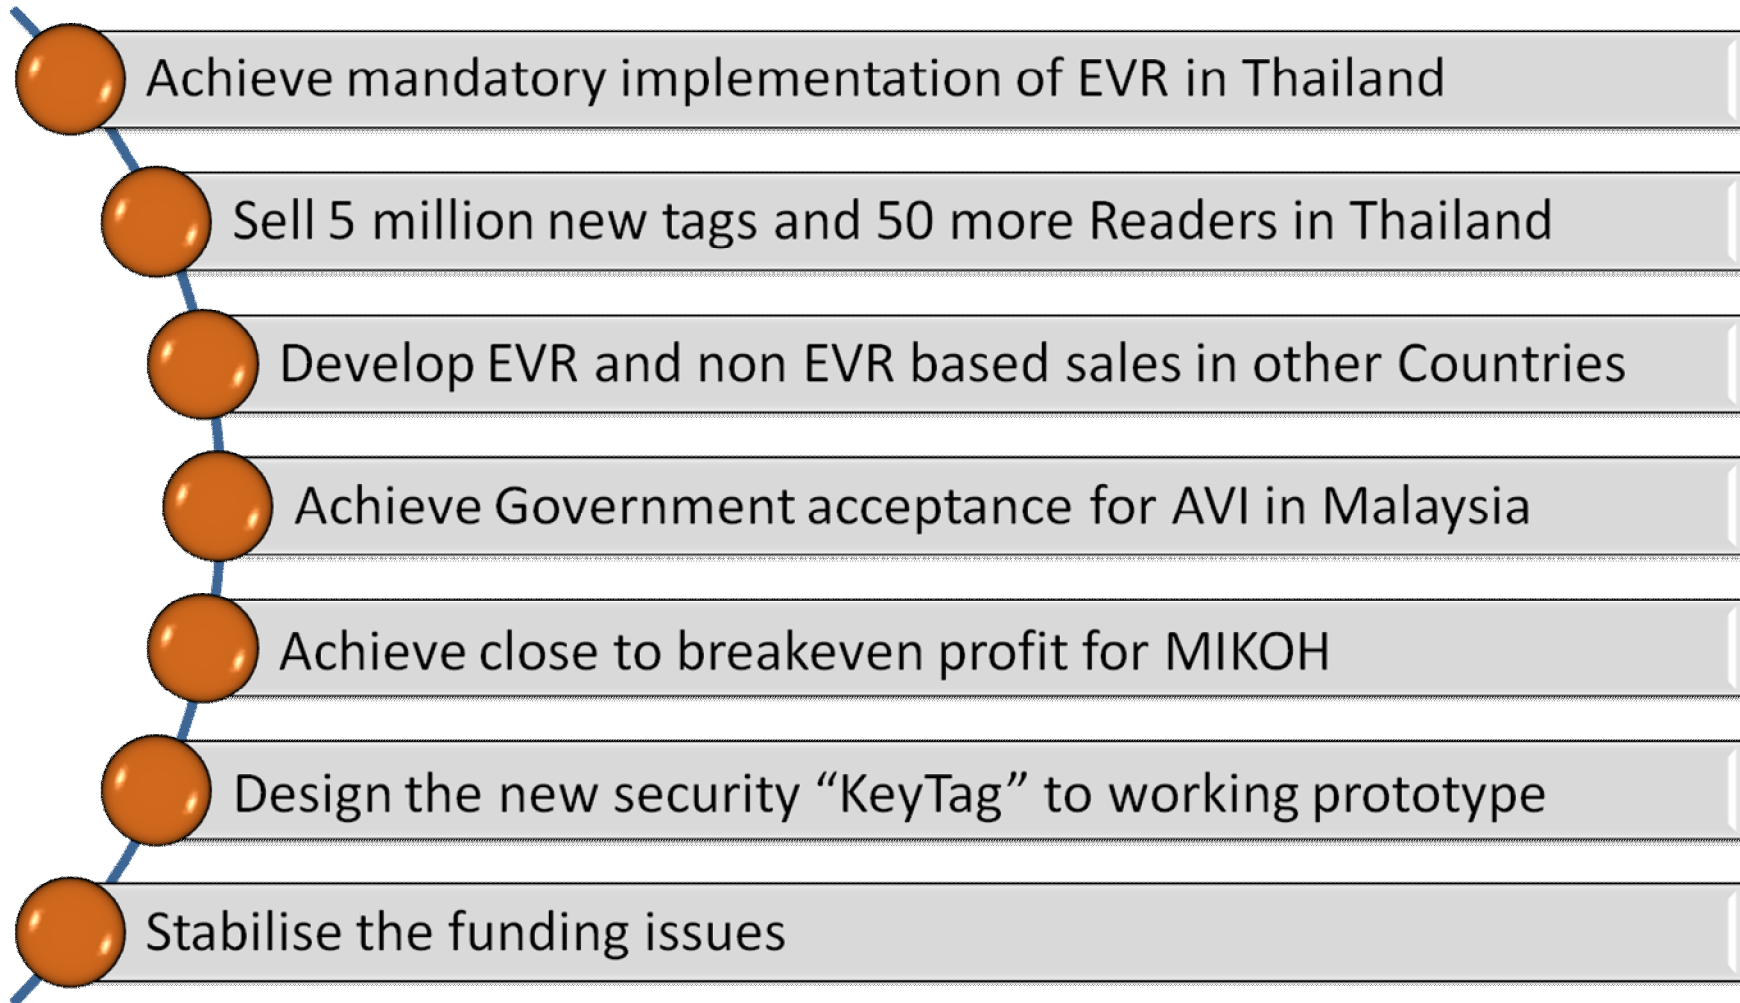 Achieve mandatory implementation of EVR in Thailand
Sell 5 million new tags and 50 more Readers in Thailand
Develop EVR and non EVR based sales in other Countries
Achieve Government acceptance for AVI in Malaysia
Achieve close to breakeven profit for MIKOH
Design the new security “KeyTag” to working prototype
Stabilise the funding issues